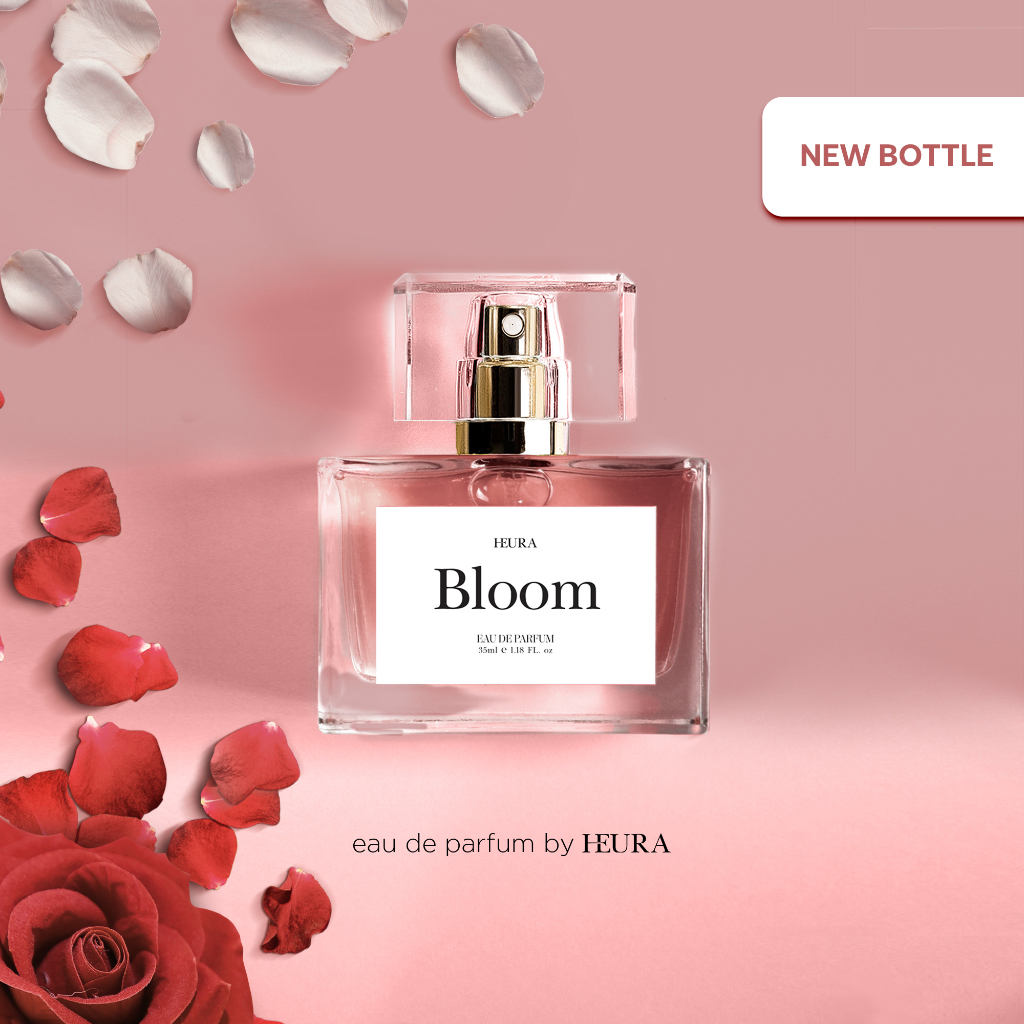 NEW BOTTLE
HEURA
Bloom
EAU DE PARFUM
35ml e 1.18 FL. oz
eau de parfum by HEURA